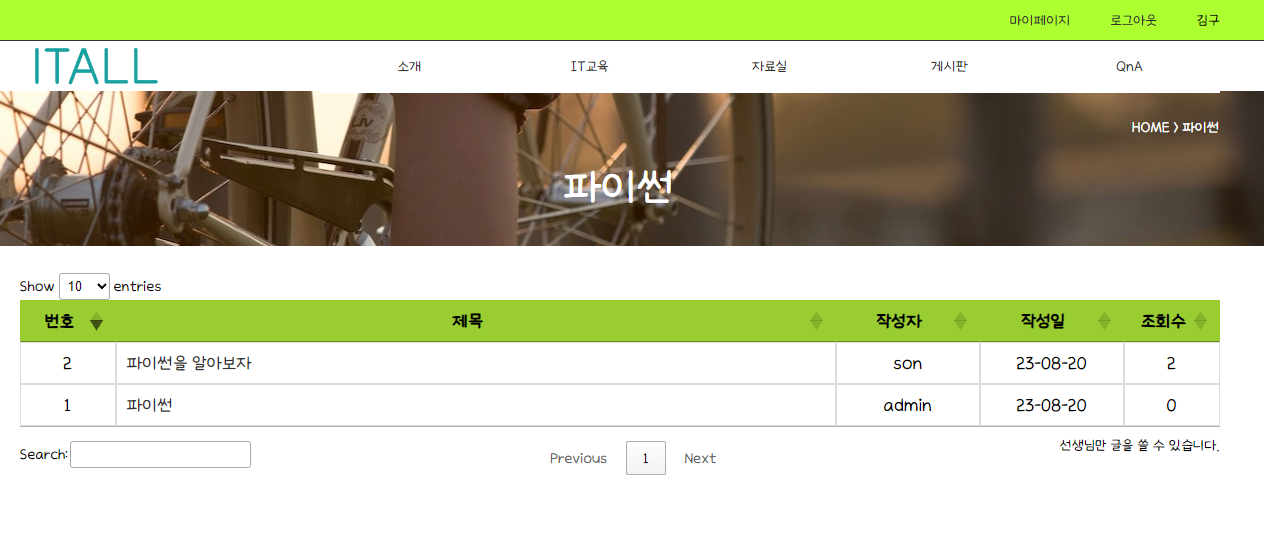 마이페이지 로그아웃 김구
ITALL 소개 IT교육 자료실 게시판 QnA
LIV
HOME > 파이썬
파이썬
Show 10 entries
번호 제목 작성자 작성일 조회수
2 파이썬을 알아보자 son 23-08-20 2
1 파이썬 admin 23-08-20 0
Search: Previous 1 Next 선생님만 글을 쓸 수 있습니다.